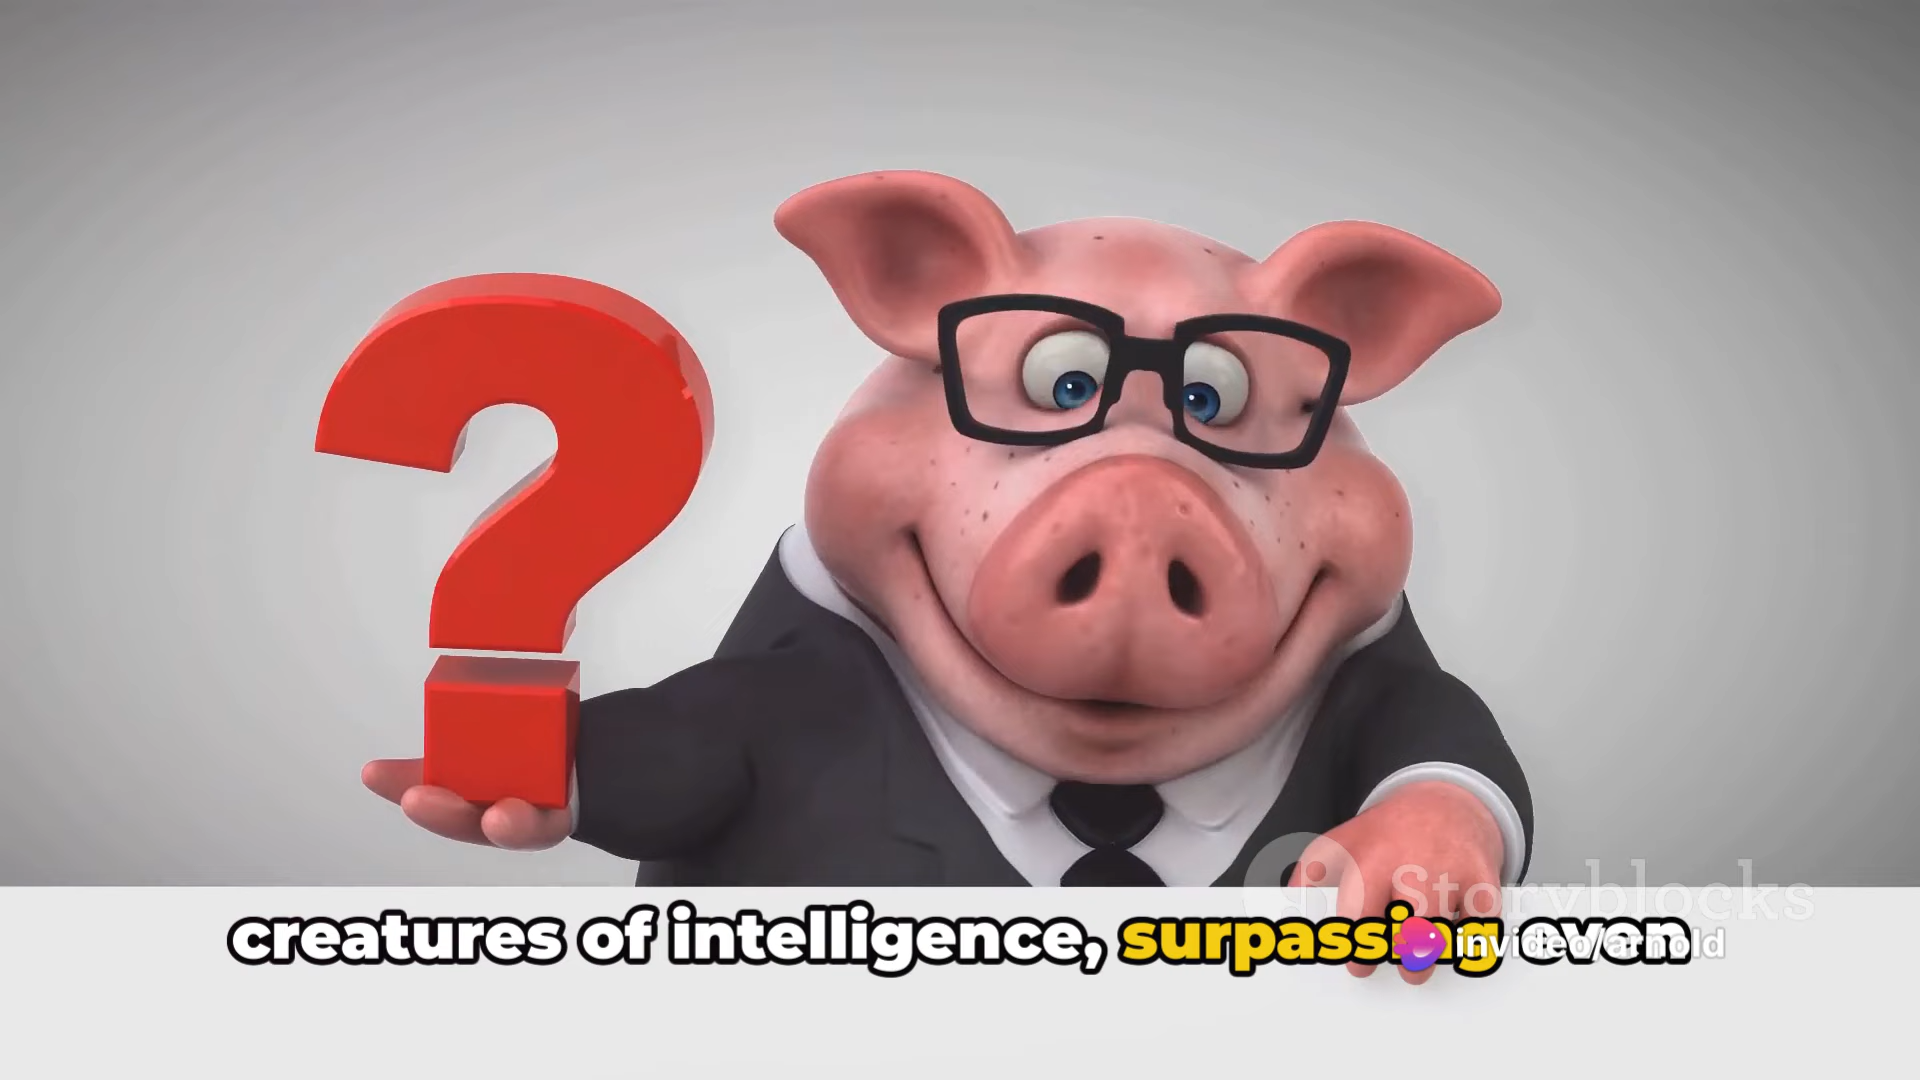 Storyblocks
creatures of intelligence, surpassing even
invideo/arnold